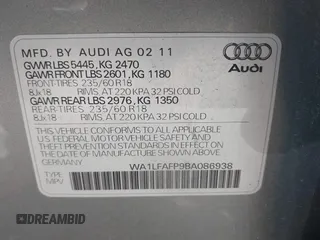 MFD. BY AUDI AG 02 11
GVWR LBS 5445, KG 2470
GAWR FRONT LBS 2601, KG 1180
FRONT-TIRES 235/60 R18
8Jx18 RIMS, AT 220 KPA 32 PSI COLD
GAWR REAR LBS 2976, KG 1350
REAR-TIRES 235/60 R18
8Jx18 RIMS, AT 220 KPA 32 PSI COLD
Audi
THIS VEHICLE CONFORMS TO ALL APPLICABLE
U.S. FEDERAL MOTOR VEHICLE SAFETY
STANDARDS IN EFFECT ON THE DATE OF
MANUFACTURE SHOWN ABOVE.
GERMANY WA1LFAFP9BA086938
TYPE:
MPV
DREAMBID